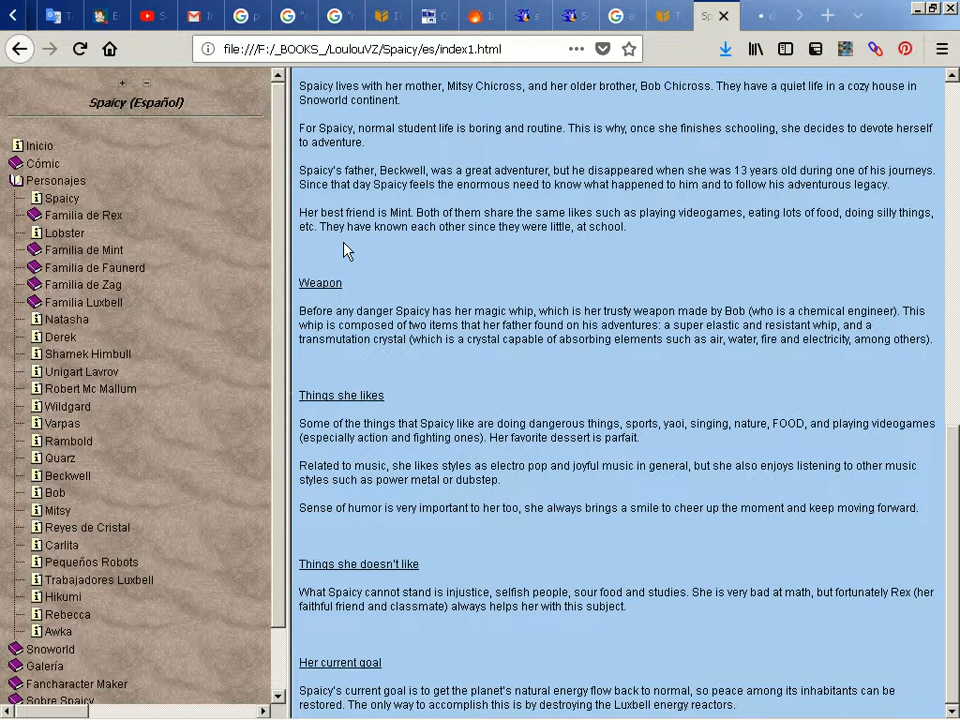 file:///F:/_BOOKS_/LoulouVZ/Spaicy/es/index1.html
Spaicy (Español)
Inicio
Cómic
Personajes
Spaicy
Familia de Rex
Lobster
Familia de Mint
Familia de Faunerd
Familia de Zag
Familia Luxbell
Natasha
Derek
Shamek Himbull
Unigart Lavrov
Robert Mc Mallum
Wildgard
Varpas
Rambold
Quarz
Beckwell
Bob
Mitsy
Reyes de Cristal
Carlita
Pequeños Robots
Trabajadores Luxbell
Hikumi
Rebecca
Awka
Snoworld
Galería
Fancharacter Maker
Sobre Spaicy
Spaicy lives with her mother, Mitsy Chicross, and her older brother, Bob Chicross. They have a quiet life in a cozy house in
Snoworld continent.
For Spaicy, normal student life is boring and routine. This is why, once she finishes schooling, she decides to devote herself
to adventure.
Spaicy's father, Beckwell, was a great adventurer, but he disappeared when she was 13 years old during one of his journeys.
Since that day Spaicy feels the enormous need to know what happened to him and to follow his adventurous legacy.
Her best friend is Mint. Both of them share the same likes such as playing videogames, eating lots of food, doing silly things,
etc. They have known each other since they were little, at school.
Weapon
Before any danger Spaicy has her magic whip, which is her trusty weapon made by Bob (who is a chemical engineer). This
whip is composed of two items that her father found on his adventures: a super elastic and resistant whip, and a
transmutation crystal (which is a crystal capable of absorbing elements such as air, water, fire and electricity, among others).
Things she likes
Some of the things that Spaicy like are doing dangerous things, sports, yaoi, singing, nature, FOOD, and playing videogames
(especially action and fighting ones). Her favorite dessert is parfait.
Related to music, she likes styles as electro pop and joyful music in general, but she also enjoys listening to other music
styles such as power metal or dubstep.
Sense of humor is very important to her too, she always brings a smile to cheer up the moment and keep moving forward.
Things she doesn't like
What Spaicy cannot stand is injustice, selfish people, sour food and studies. She is very bad at math, but fortunately Rex (her
faithful friend and classmate) always helps her with this subject.
Her current goal
Spaicy's current goal is to get the planet's natural energy flow back to normal, so peace among its inhabitants can be
restored. The only way to accomplish this is by destroying the Luxbell energy reactors.